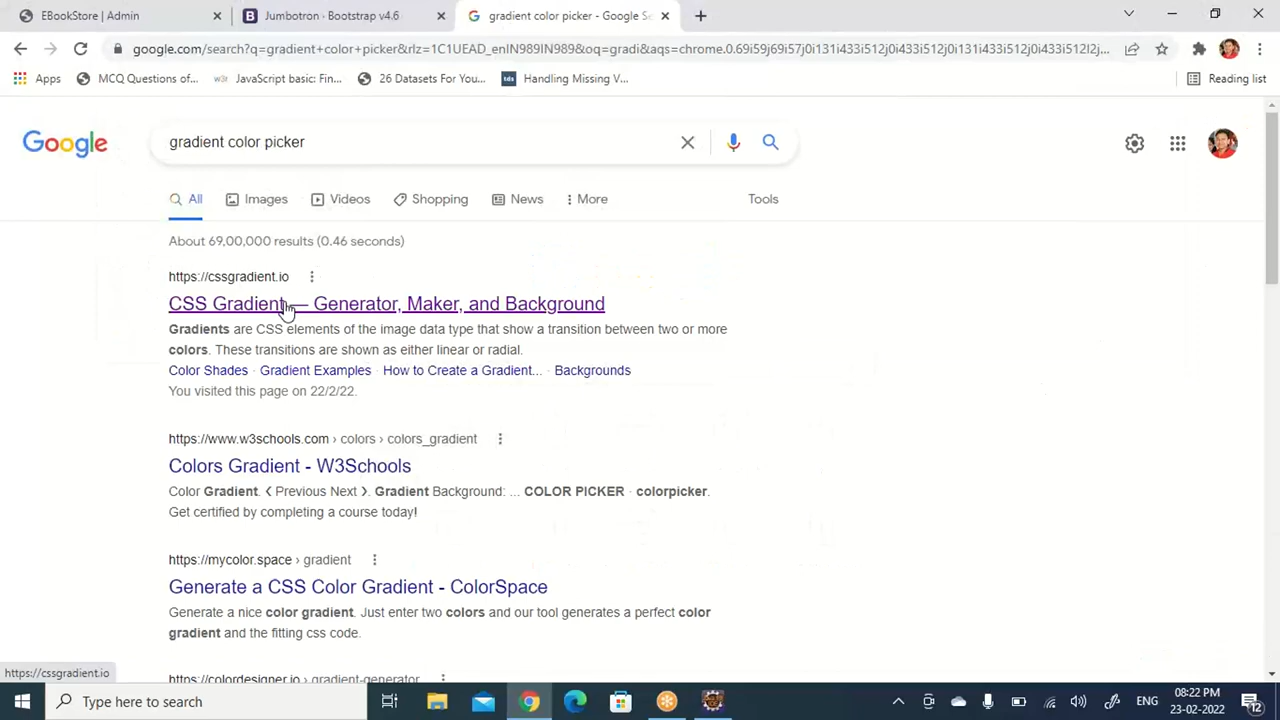 EBookStore | Admin
Jumbotron · Bootstrap v4.6
gradient color picker - Google Se
google.com/search?q=gradient+color+picker&rlz=1C1UEAD_enIN989IN989&oq=gradi&aqs=chrome.0.69i59j69i57j0i131i433i512j0i433i512j0i131i433i512j0i433i512j0i512l2j...
Apps
MCQ Questions of...
JavaScript basic: Fin...
26 Datasets For You...
Handling Missing V...
Reading list
Google
gradient color picker
All
Images
Videos
Shopping
News
More
Tools
About 69,00,000 results (0.46 seconds)
https://cssgradient.io
CSS Gradient — Generator, Maker, and Background
Gradients are CSS elements of the image data type that show a transition between two or more
colors. These transitions are shown as either linear or radial.
Color Shades · Gradient Examples · How to Create a Gradient... · Backgrounds
You visited this page on 22/2/22.
https://www.w3schools.com › colors › colors_gradient
Colors Gradient - W3Schools
Color Gradient. ❮ Previous Next ❯. Gradient Background: ... COLOR PICKER · colorpicker.
Get certified by completing a course today!
https://mycolor.space › gradient
Generate a CSS Color Gradient - ColorSpace
Generate a nice color gradient. Just enter two colors and our tool generates a perfect color
gradient and the fitting css code.
https://colordesigner.io › gradient-generator
https://cssgradient.io
Type here to search
ENG
08:22 PM
23-02-2022
12